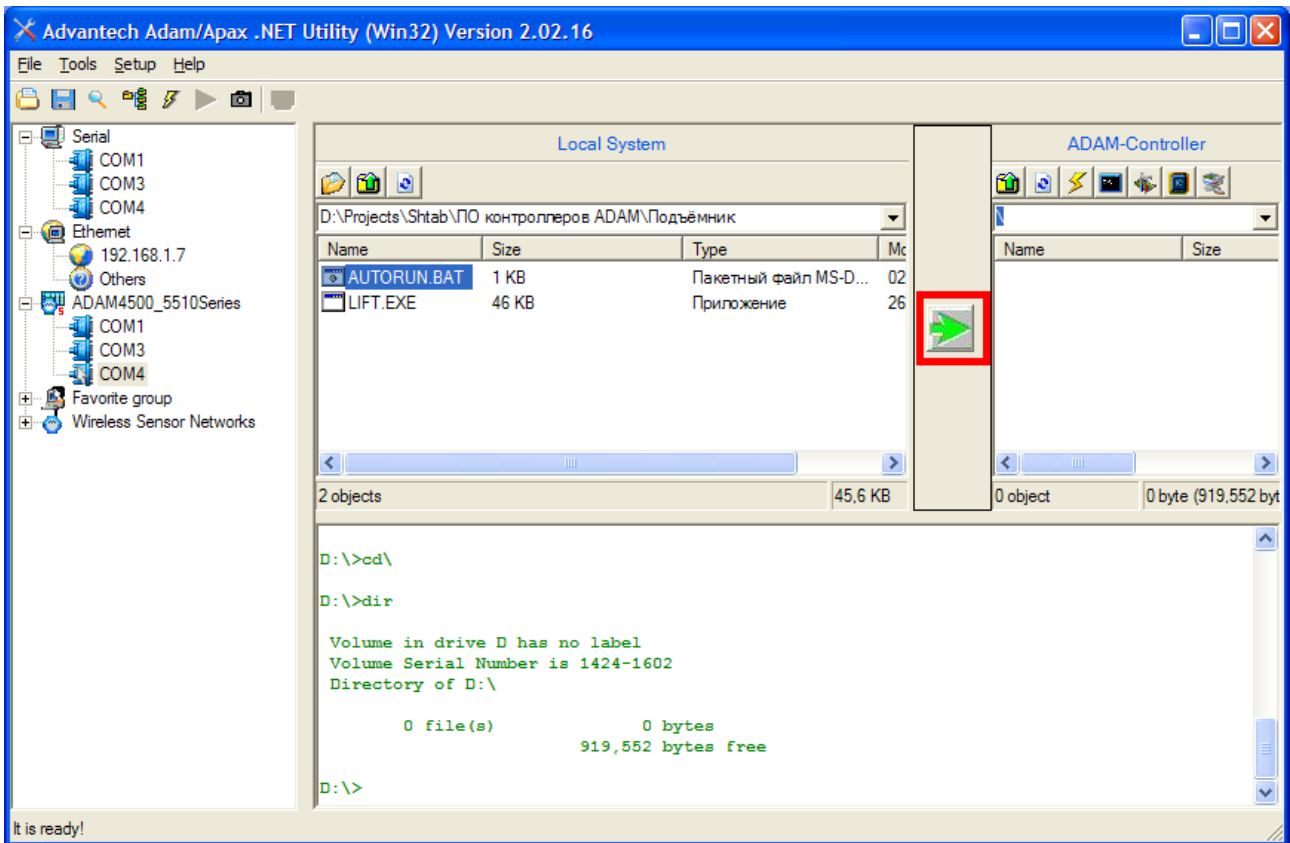 Advantech Adam/Apax .NET Utility (Win32) Version 2.02.16
File Tools Setup Help
Serial
COM1
COM3
COM4
Ethernet
192.168.1.7
Others
ADAM4500_5510Series
COM1
COM3
COM4
Favorite group
Wireless Sensor Networks
Local System
D:\Projects\Shtab\ПО контроллеров ADAM\Подъёмник
Name Size Type Mo
AUTORUN.BAT 1 KB Пакетный файл MS-D... 02
LIFT.EXE 46 KB Приложение 26
2 objects 45,6 KB
ADAM-Controller
\
Name Size
0 object 0 byte (919,552 byt
D:\>cd\
D:\>dir
Volume in drive D has no label
Volume Serial Number is 1424-1602
Directory of D:\
0 file(s) 0 bytes
919,552 bytes free
D:\>
It is ready!